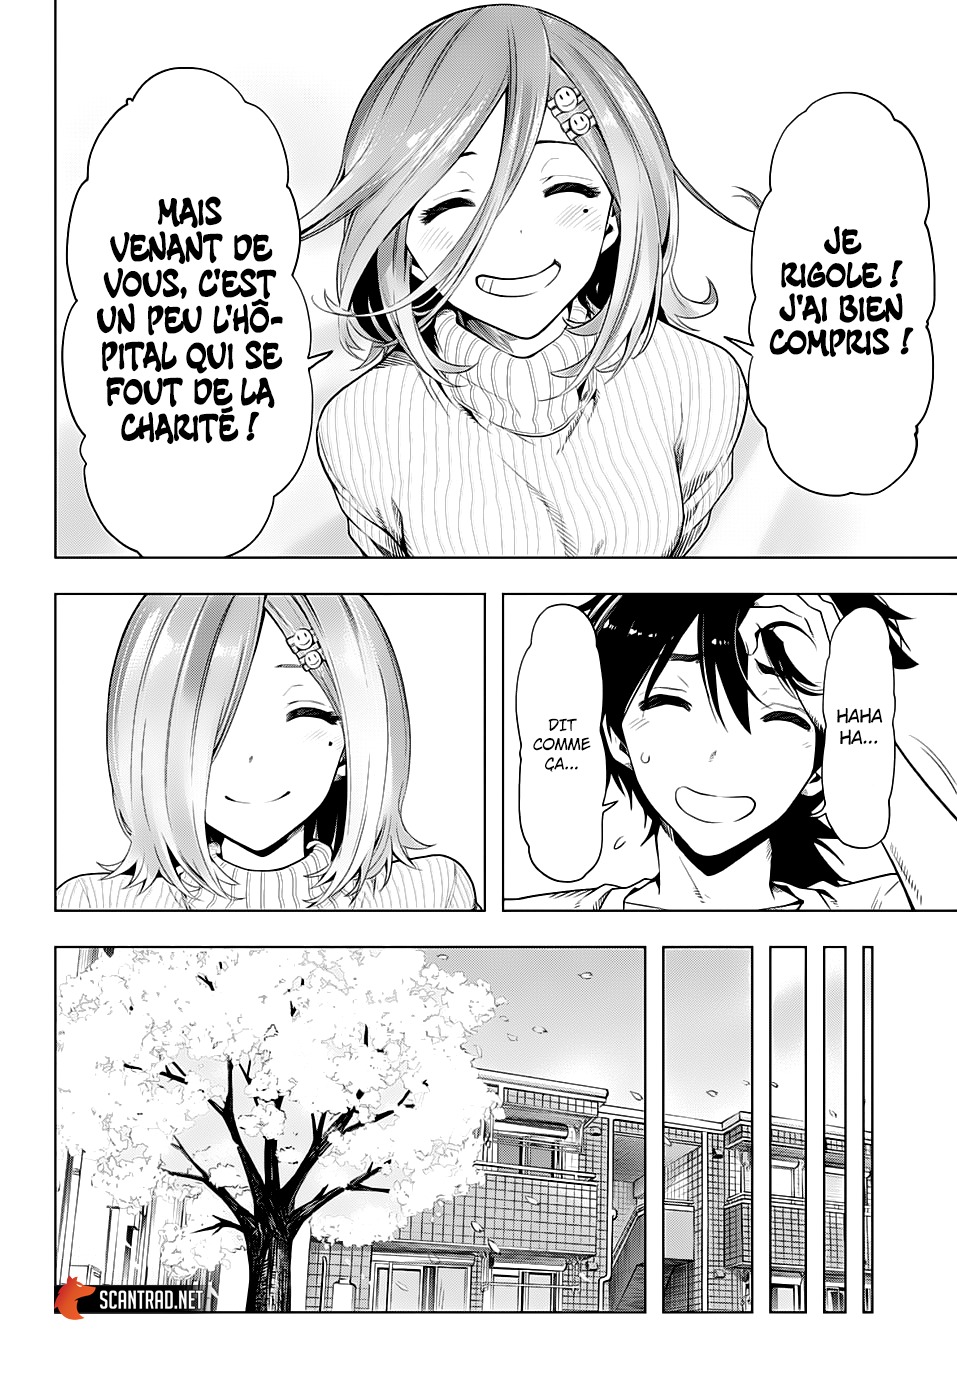 JE
RIGOLE !
J'AI BIEN
COMPRIS !
MAIS
VENANT DE
VOUS, C'EST
UN PEU L'HÔ-
PITAL QUI SE
FOUT DE LA
CHARITÉ !
HAHA
HA...
DIT
COMME
ÇA...
SCANTRAD.NET